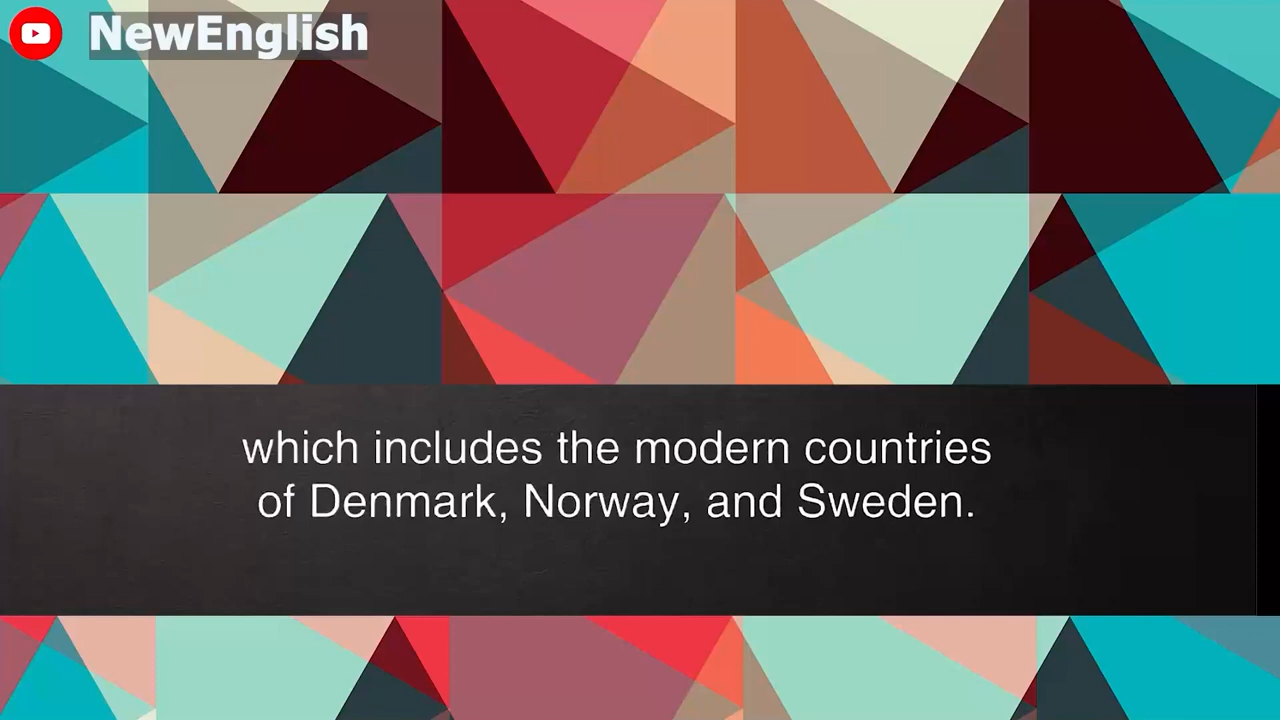 NewEnglish
which includes the modern countries
of Denmark, Norway, and Sweden.